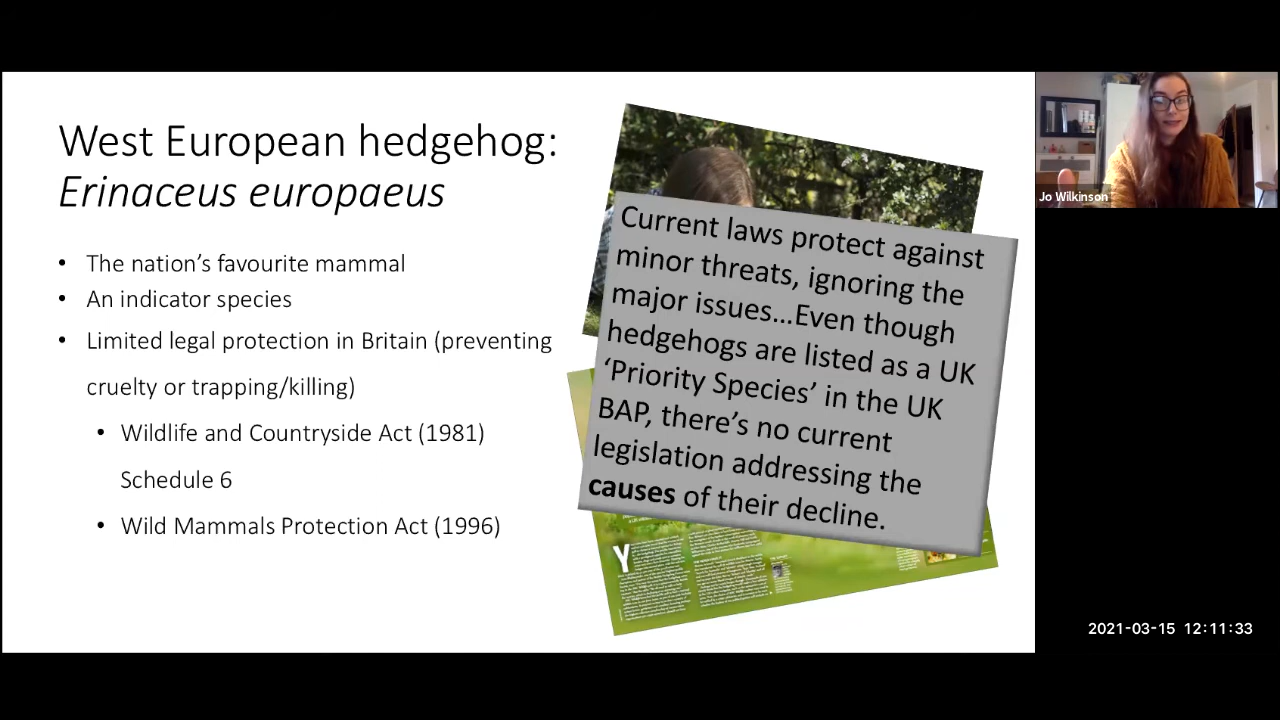 West European hedgehog:
Erinaceus europaeus
• The nation’s favourite mammal
• An indicator species
• Limited legal protection in Britain (preventing
cruelty or trapping/killing)
• Wildlife and Countryside Act (1981)
Schedule 6
• Wild Mammals Protection Act (1996)
Current laws protect against
minor threats, ignoring the
major issues…Even though
hedgehogs are listed as a UK
‘Priority Species’ in the UK
BAP, there’s no current
legislation addressing the
causes of their decline.
Jo Wilkinson
2021-03-15 12:11:33